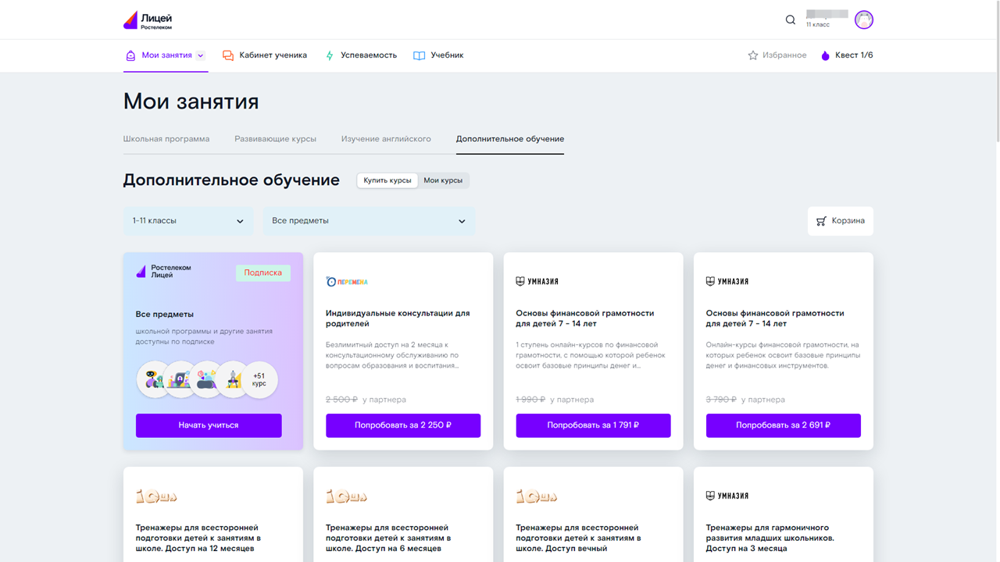 Лицей
Ростелеком
11 класс
Мои занятия
Кабинет ученика
Успеваемость
Учебник
Избранное
Квест 1/6
Мои занятия
Школьная программа
Развивающие курсы
Изучение английского
Дополнительное обучение
Дополнительное обучение
Купить курсы
Мои курсы
1-11 классы
Все предметы
Корзина
Ростелеком
Лицей
Подписка
Все предметы
школьной программы и другие занятия
доступны по подписке
+51
курс
Начать учиться
ПЕРЕМЕНА
Индивидуальные консультации для
родителей
Безлимитный доступ на 2 месяца к
консультационному обслуживанию по
вопросам образования и воспитания...
2 500 ₽ у партнера
Попробовать за 2 250 ₽
УМНАЗИЯ
Основы финансовой грамотности
для детей 7 - 14 лет
1 ступень онлайн-курсов по финансовой
грамотности, с помощью которой ребенок
освоит базовые принципы денег и...
1 990 ₽ у партнера
Попробовать за 1 791 ₽
УМНАЗИЯ
Основы финансовой грамотности
для детей 7 - 14 лет
Онлайн-курсы финансовой грамотности, на
которых ребенок освоит базовые принципы
денег и финансовых инструментов.
3 790 ₽ у партнера
Попробовать за 2 691 ₽
iQша
Тренажеры для всесторонней
подготовки детей к занятиям в
школе. Доступ на 12 месяцев
iQша
Тренажеры для всесторонней
подготовки детей к занятиям в
школе. Доступ на 6 месяцев
iQша
Тренажеры для всесторонней
подготовки детей к занятиям в
школе. Доступ вечный
УМНАЗИЯ
Тренажеры для гармоничного
развития младших школьников.
Доступ на 3 месяца